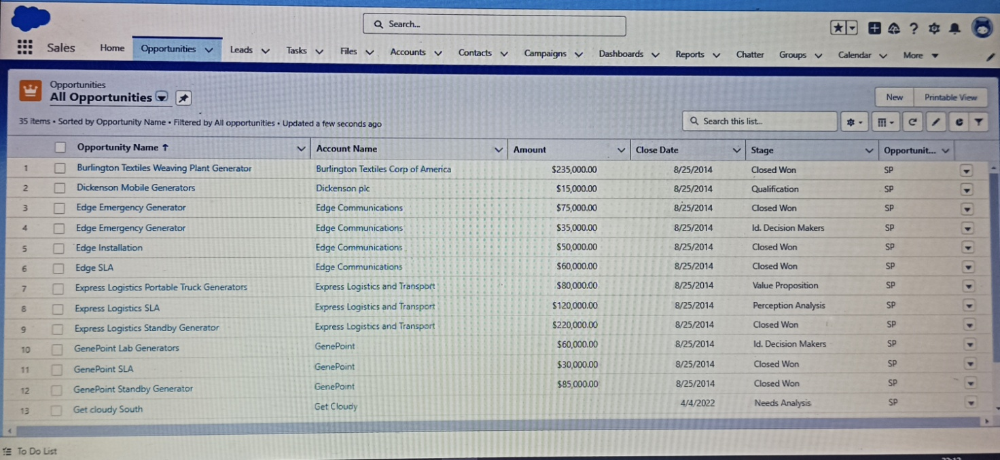 Search...
Sales Home Opportunities Leads Tasks Files Accounts Contacts Campaigns Dashboards Reports Chatter Groups Calendar More
Opportunities
All Opportunities
New Printable View
35 items • Sorted by Opportunity Name • Filtered by All opportunities • Updated a few seconds ago
Search this list...
Opportunity Name ↑ Account Name Amount Close Date Stage Opportunit...
1 Burlington Textiles Weaving Plant Generator Burlington Textiles Corp of America $235,000.00 8/25/2014 Closed Won SP
2 Dickenson Mobile Generators Dickenson plc $15,000.00 8/25/2014 Qualification SP
3 Edge Emergency Generator Edge Communications $75,000.00 8/25/2014 Closed Won SP
4 Edge Emergency Generator Edge Communications $35,000.00 8/25/2014 Id. Decision Makers SP
5 Edge Installation Edge Communications $50,000.00 8/25/2014 Closed Won SP
6 Edge SLA Edge Communications $60,000.00 8/25/2014 Closed Won SP
7 Express Logistics Portable Truck Generators Express Logistics and Transport $80,000.00 8/25/2014 Value Proposition SP
8 Express Logistics SLA Express Logistics and Transport $120,000.00 8/25/2014 Perception Analysis SP
9 Express Logistics Standby Generator Express Logistics and Transport $220,000.00 8/25/2014 Closed Won SP
10 GenePoint Lab Generators GenePoint $60,000.00 8/25/2014 Id. Decision Makers SP
11 GenePoint SLA GenePoint $30,000.00 8/25/2014 Closed Won SP
12 GenePoint Standby Generator GenePoint $85,000.00 8/25/2014 Closed Won SP
13 Get cloudy South Get Cloudy 4/4/2022 Needs Analysis SP
To Do List